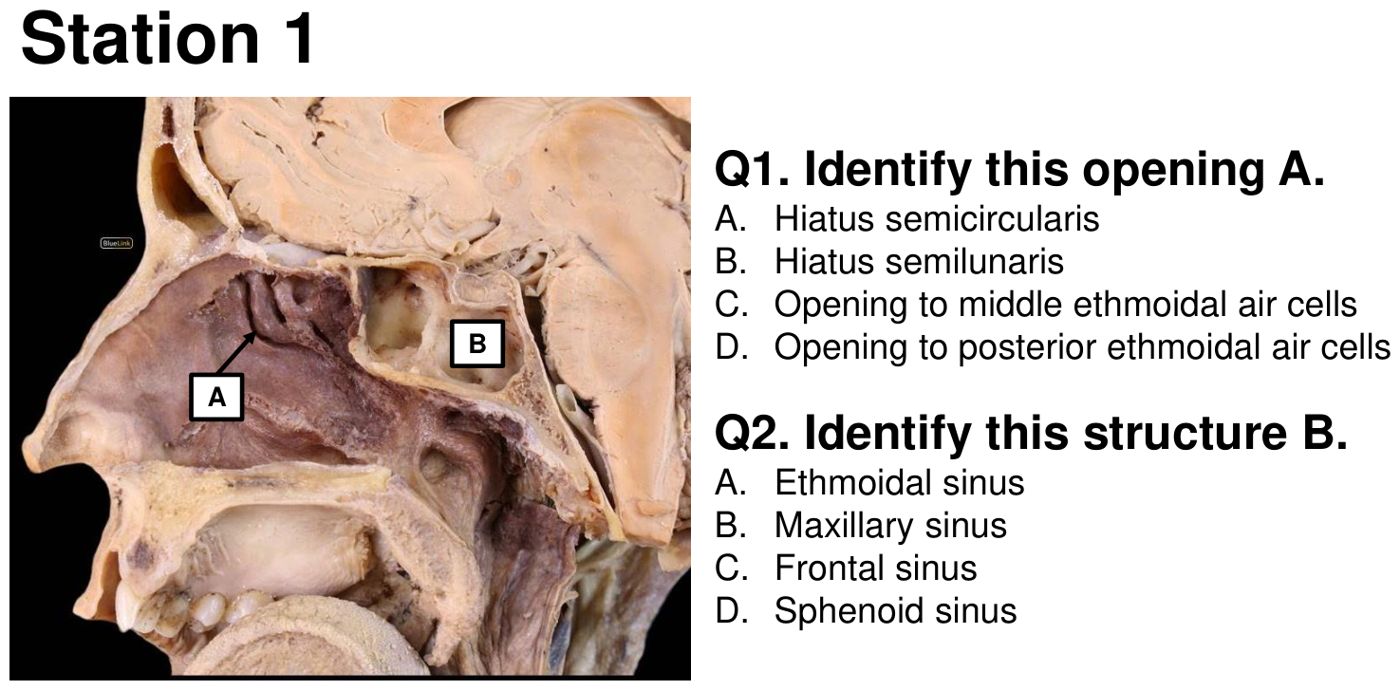 Station 1
BlueLink
A
B
Q1. Identify this opening A.
A. Hiatus semicircularis
B. Hiatus semilunaris
C. Opening to middle ethmoidal air cells
D. Opening to posterior ethmoidal air cells
Q2. Identify this structure B.
A. Ethmoidal sinus
B. Maxillary sinus
C. Frontal sinus
D. Sphenoid sinus